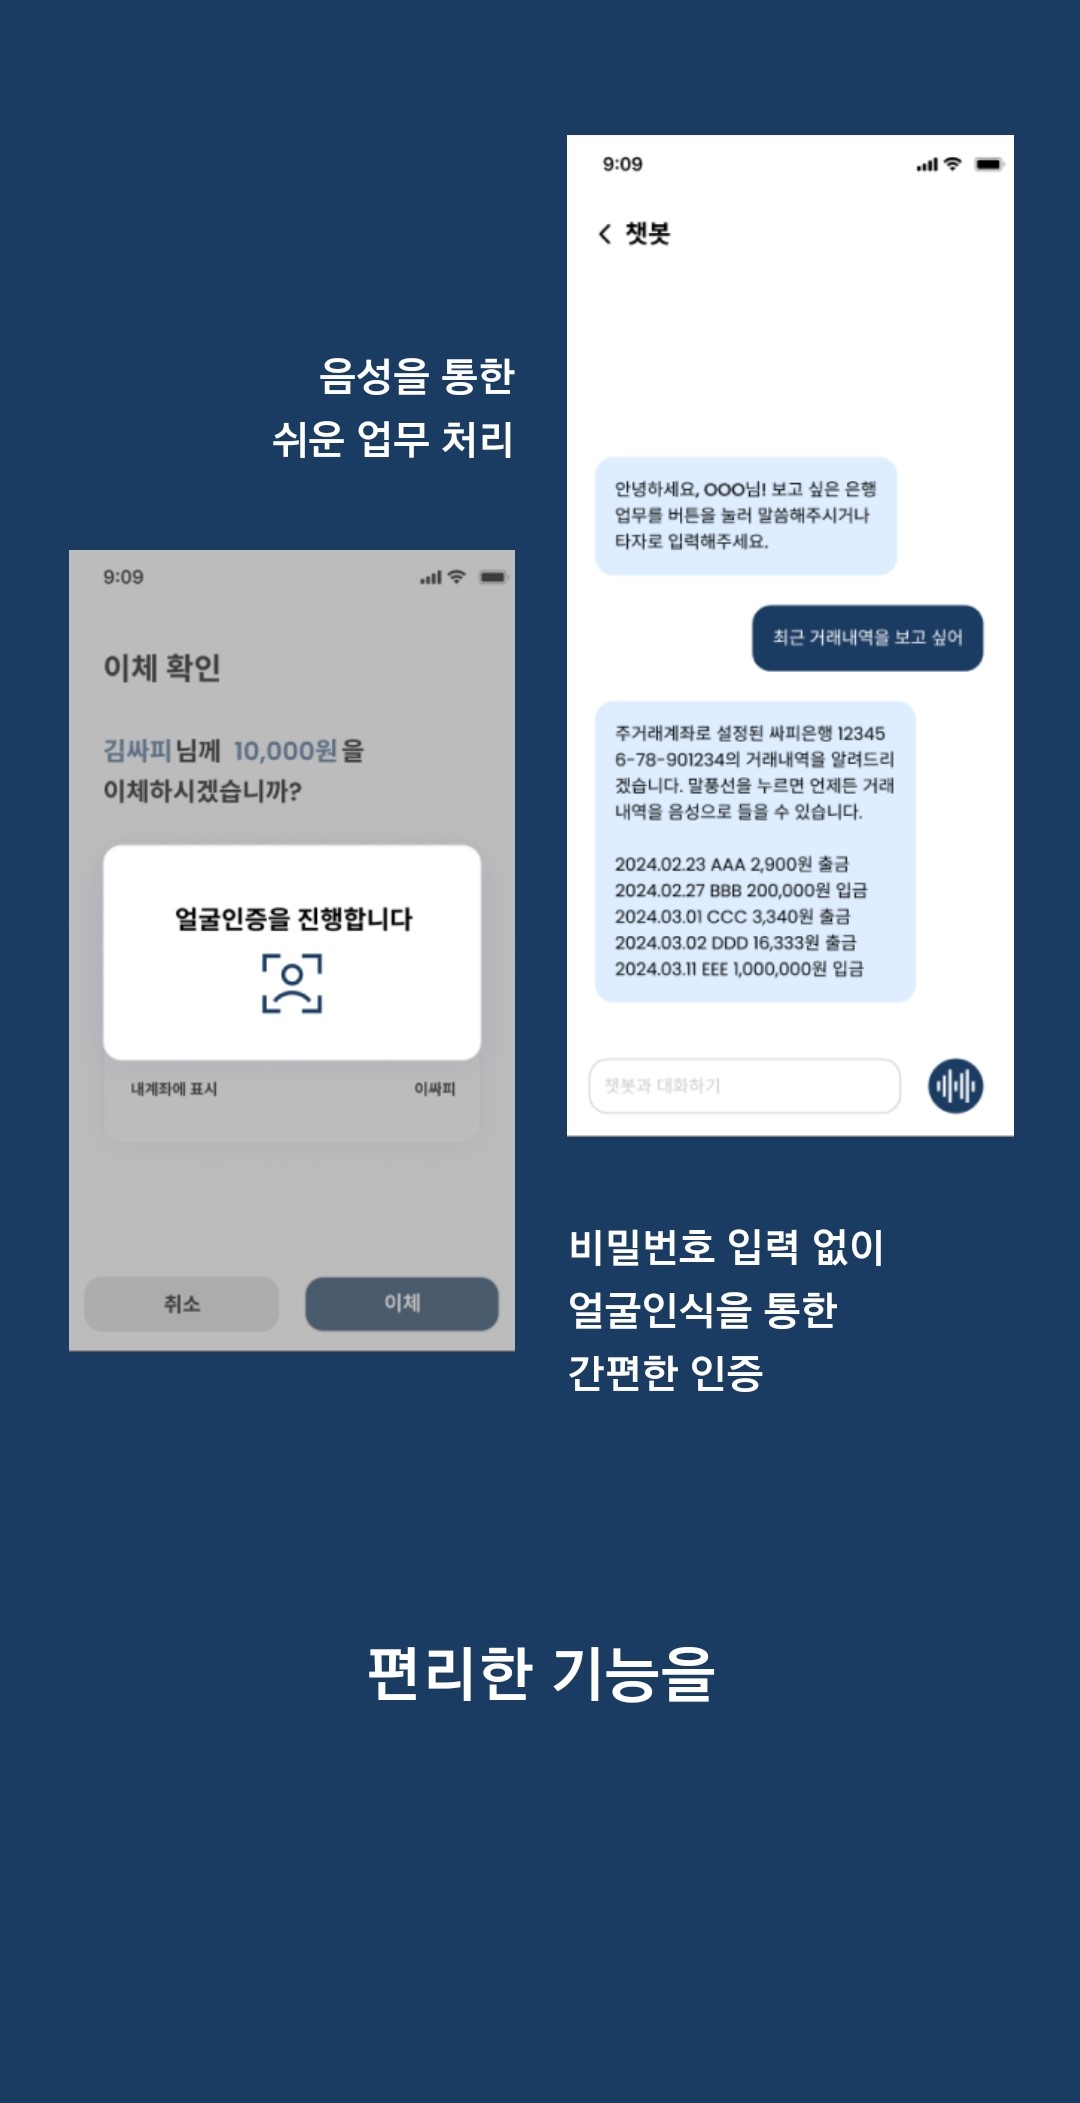 음성을 통한
쉬운 업무 처리
9:09
챗봇
안녕하세요, OOO님! 보고 싶은 은행
업무를 버튼을 눌러 말씀해주시거나
타자로 입력해주세요.
최근 거래내역을 보고 싶어
주거래계좌로 설정된 싸피은행 12345
6-78-901234의 거래내역을 알려드리
겠습니다. 말풍선을 누르면 언제든 거래
내역을 음성으로 들을 수 있습니다.
2024.02.23 AAA 2,900원 출금
2024.02.27 BBB 200,000원 입금
2024.03.01 CCC 3,340원 출금
2024.03.02 DDD 16,333원 출금
2024.03.11 EEE 1,000,000원 입금
챗봇과 대화하기
9:09
이체 확인
김싸피님께 10,000원을
이체하시겠습니까?
얼굴인증을 진행합니다
내계좌에 표시 이싸피
취소 이체
비밀번호 입력 없이
얼굴인식을 통한
간편한 인증
편리한 기능을